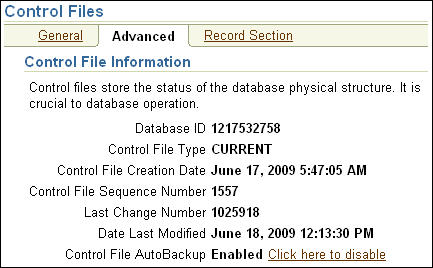 Control Files
General Advanced Record Section
Control File Information
Control files store the status of the database physical structure. It is
crucial to database operation.
Database ID 1217532758
Control File Type CURRENT
Control File Creation Date June 17, 2009 5:47:05 AM
Control File Sequence Number 1557
Last Change Number 1025918
Date Last Modified June 18, 2009 12:13:30 PM
Control File AutoBackup Enabled Click here to disable